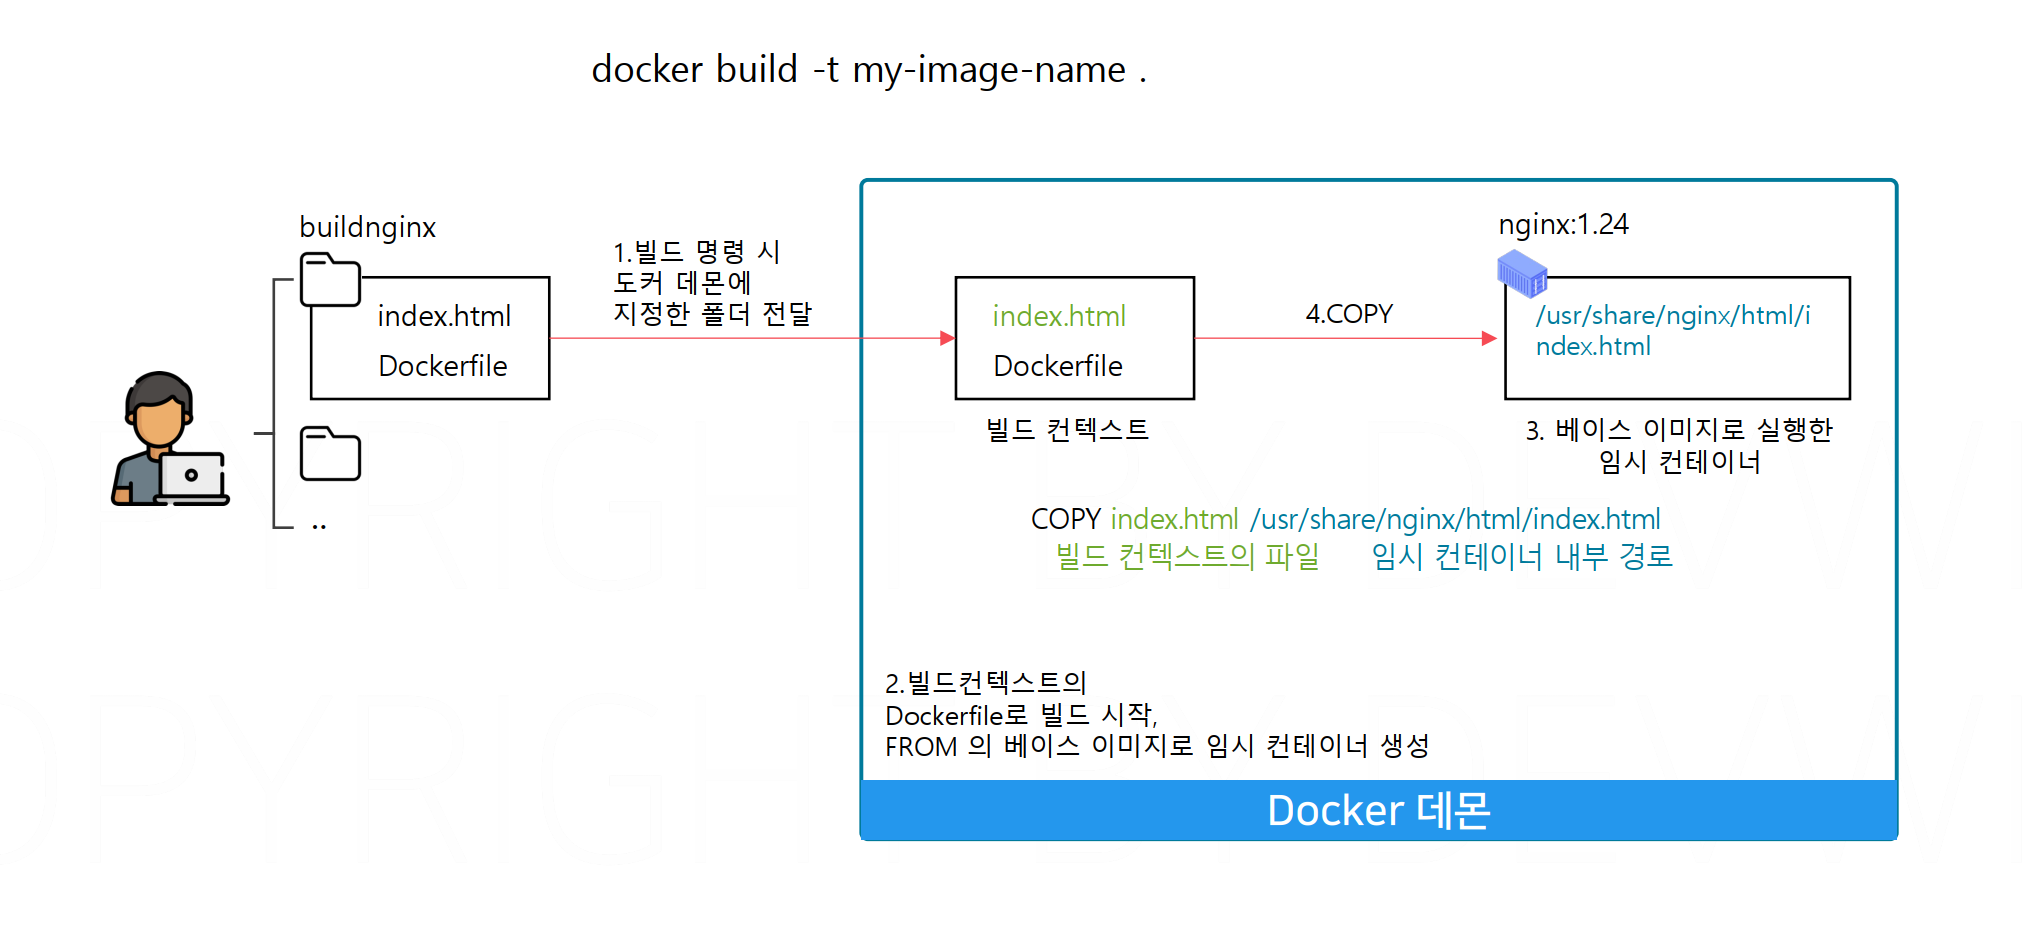 docker build -t my-image-name .
buildnginx
index.html
Dockerfile
..
1.빌드 명령 시
도커 데몬에
지정한 폴더 전달
index.html
Dockerfile
빌드 컨텍스트
4.COPY
nginx:1.24
/usr/share/nginx/html/i
ndex.html
3. 베이스 이미지로 실행한
임시 컨테이너
COPY index.html /usr/share/nginx/html/index.html
빌드 컨텍스트의 파일 임시 컨테이너 내부 경로
2.빌드컨텍스트의
Dockerfile로 빌드 시작,
FROM 의 베이스 이미지로 임시 컨테이너 생성
Docker 데몬